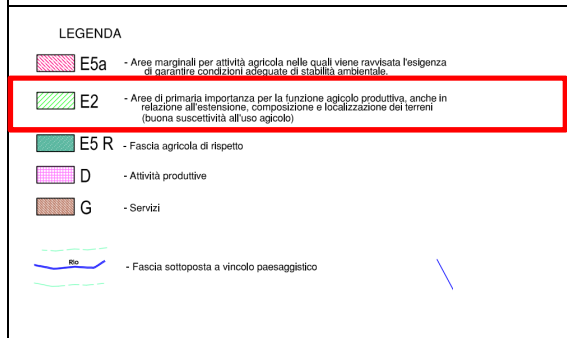 LEGENDA
E5a - Aree marginali per attività agricola nelle quali viene ravvisata l'esigenza
di garantire condizioni adeguate di stabilità ambientale.
E2 - Aree di primaria importanza per la funzione agricolo produttiva, anche in
relazione all'estensione, composizione e localizzazione dei terreni
(buona suscettività all'uso agricolo)
E5 R - Fascia agricola di rispetto
D - Attività produttive
G - Servizi
Rio - Fascia sottoposta a vincolo paesaggistico